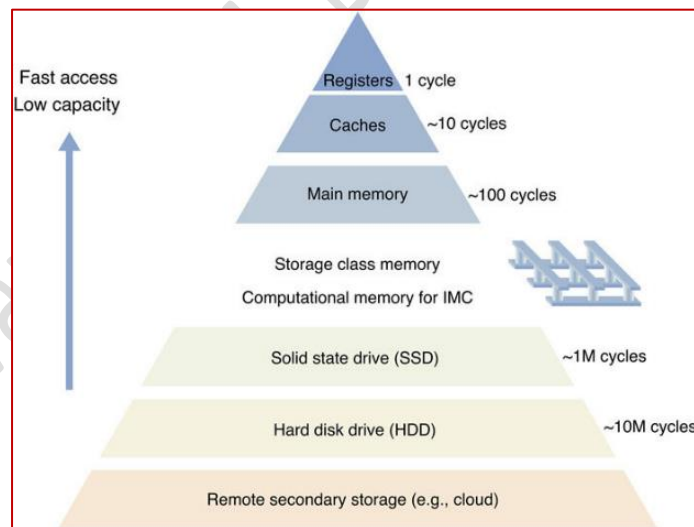 Fast access
Low capacity
Registers 1 cycle
Caches ~10 cycles
Main memory ~100 cycles
Storage class memory
Computational memory for IMC
Solid state drive (SSD) ~1M cycles
Hard disk drive (HDD) ~10M cycles
Remote secondary storage (e.g., cloud)